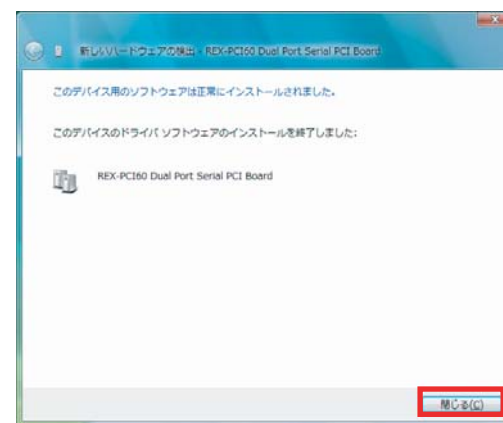 新しいハードウェアの検出 - REX-PCI60 Dual Port Serial PCI Board
このデバイス用のソフトウェアは正常にインストールされました。
このデバイスのドライバ ソフトウェアのインストールを終了しました:
REX-PCI60 Dual Port Serial PCI Board
閉じる(C)